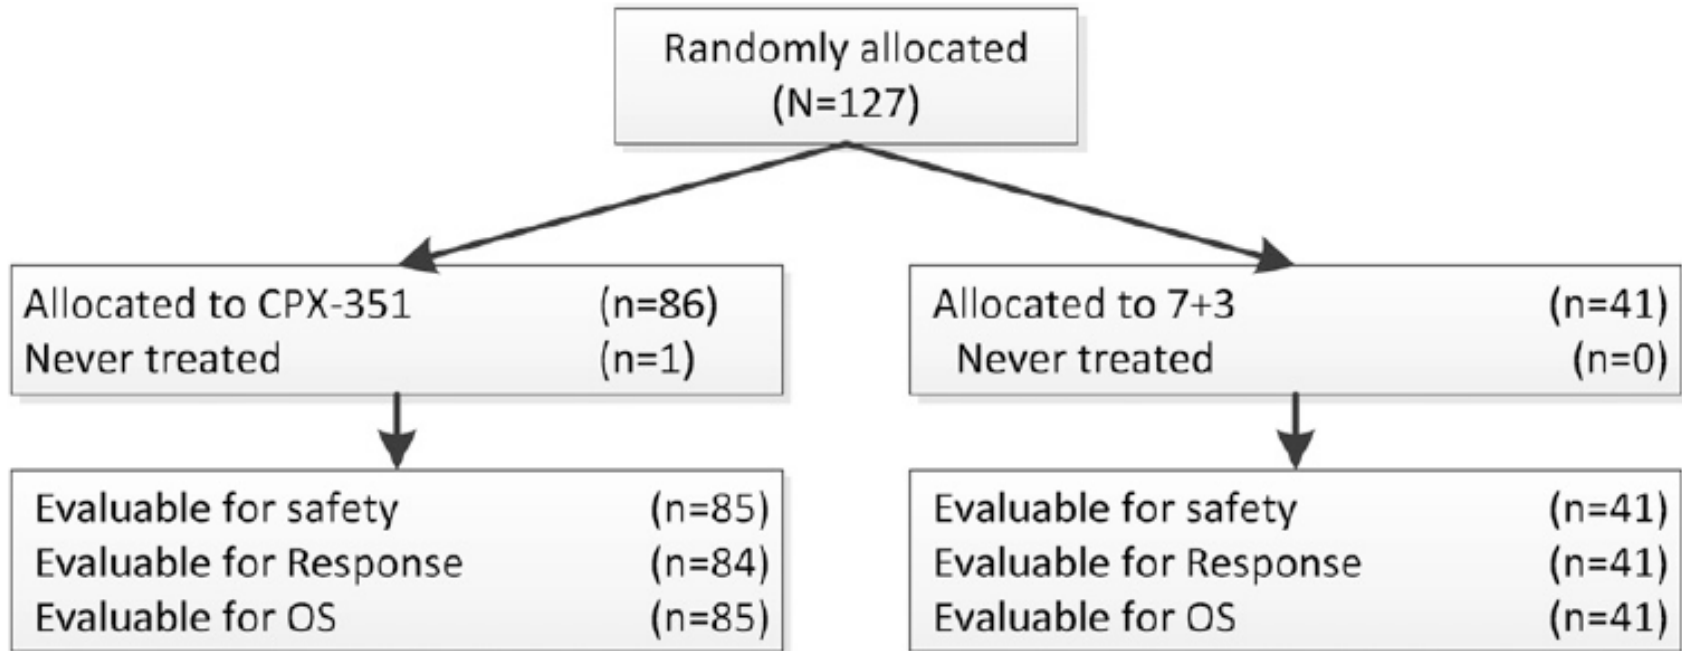 Randomly allocated
(N=127)
Allocated to CPX-351 (n=86)
Never treated (n=1)
Allocated to 7+3 (n=41)
Never treated (n=0)
Evaluable for safety (n=85)
Evaluable for Response (n=84)
Evaluable for OS (n=85)
Evaluable for safety (n=41)
Evaluable for Response (n=41)
Evaluable for OS (n=41)